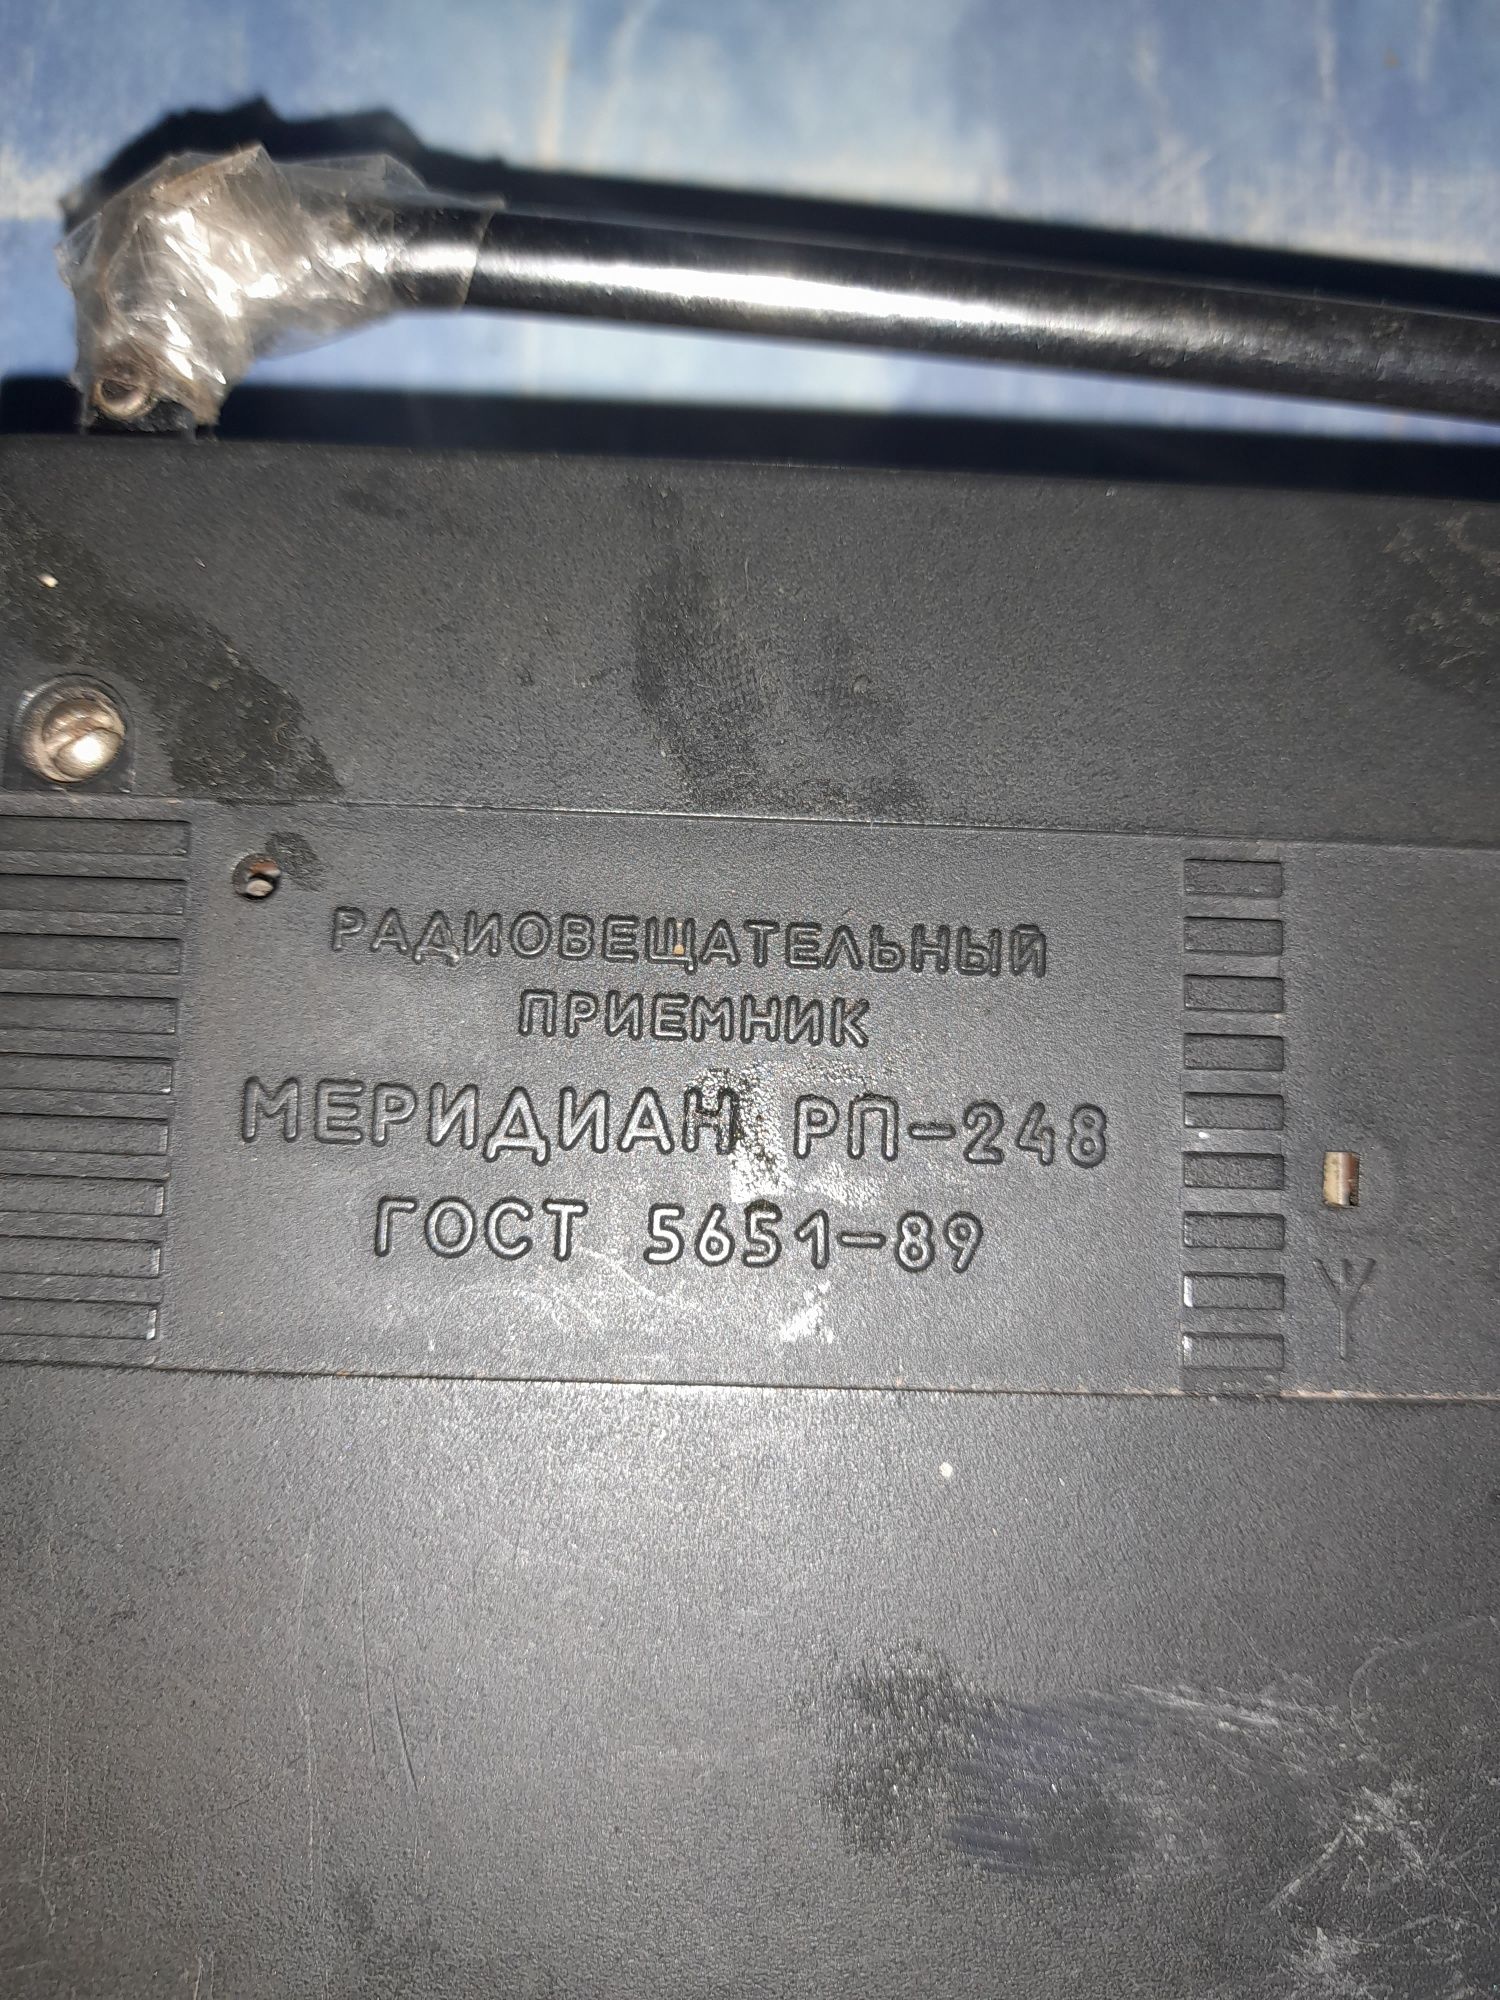 РАДИОВЕЩАТЕЛЬНЫЙ
ПРИЕМНИК
МЕРИДИАН РП-248
ГОСТ 5651-89